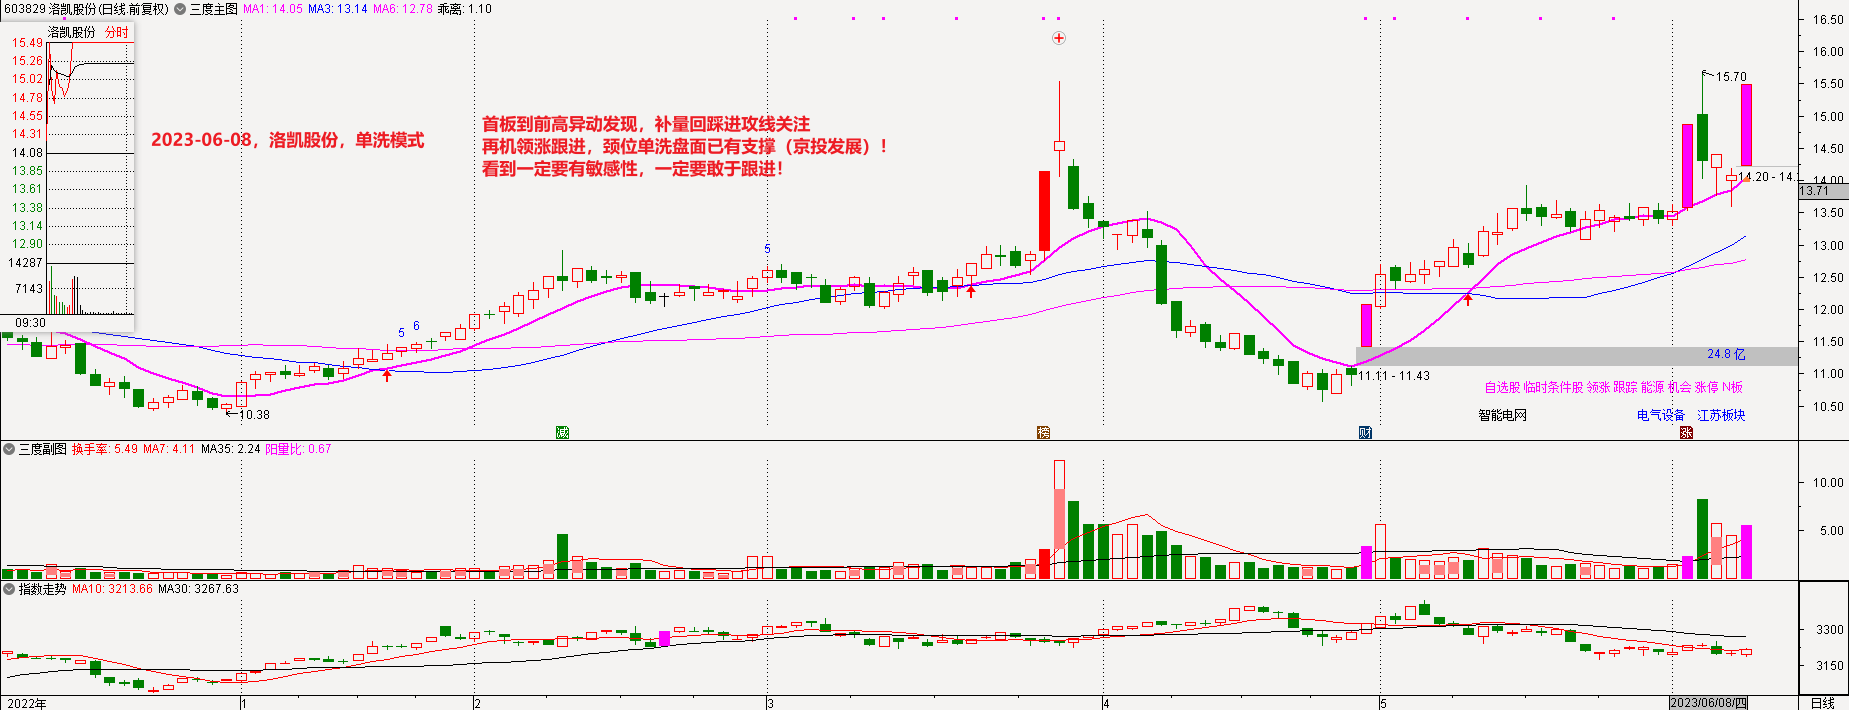 603829 洛凯股份(日线.前复权) 三度主图 MA1: 14.05 MA3: 13.14 MA6: 12.78 乖离: 1.10
洛凯股份 分时
15.49
15.26
15.02
14.78
14.55
14.31
14.08
13.85
13.61
13.38
13.14
12.90
14287
7143
09:30
2023-06-08，洛凯股份，单洗模式
首板到前高异动发现，补量回踩进攻线关注
再机领涨跟进，颈位单洗盘面已有支撑（京投发展）！
看到一定要有敏感性，一定要敢于跟进！
5
6
5
10.38
15.70
14.20 - 14.
11.11 - 11.43
24.8 亿
自选股 临时条件股 领涨 跟踪 能源 机会 涨停 N板
智能电网
电气设备 江苏板块
减
榜
财
涨
16.50
16.00
15.50
15.00
14.50
14.00
13.71
13.50
13.00
12.50
12.00
11.50
11.00
10.50
三度副图 换手率: 5.49 MA7: 4.11 MA35: 2.24 阳量比: 0.67
10.00
5.00
指数走势 MA10: 3213.66 MA30: 3267.63
3300
3150
2022年
1
2
3
4
5
2023/06/08/四
日线